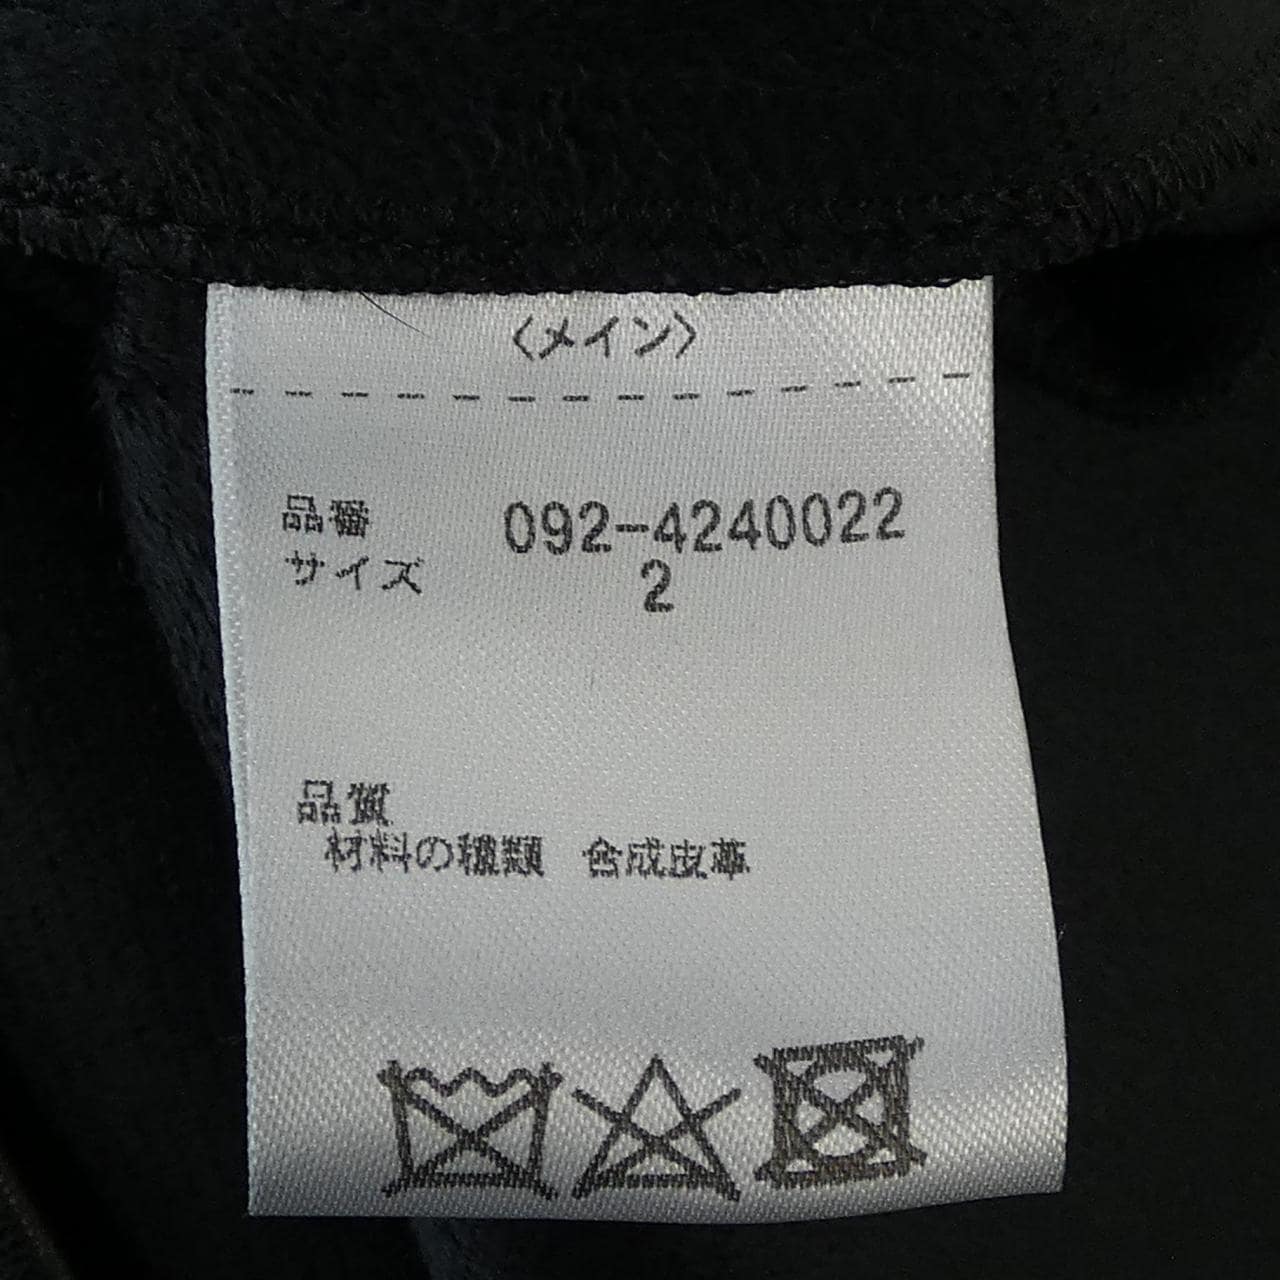 〈メイン〉
品番 092-4240022
サイズ 2
品質
材料の種類 合成皮革